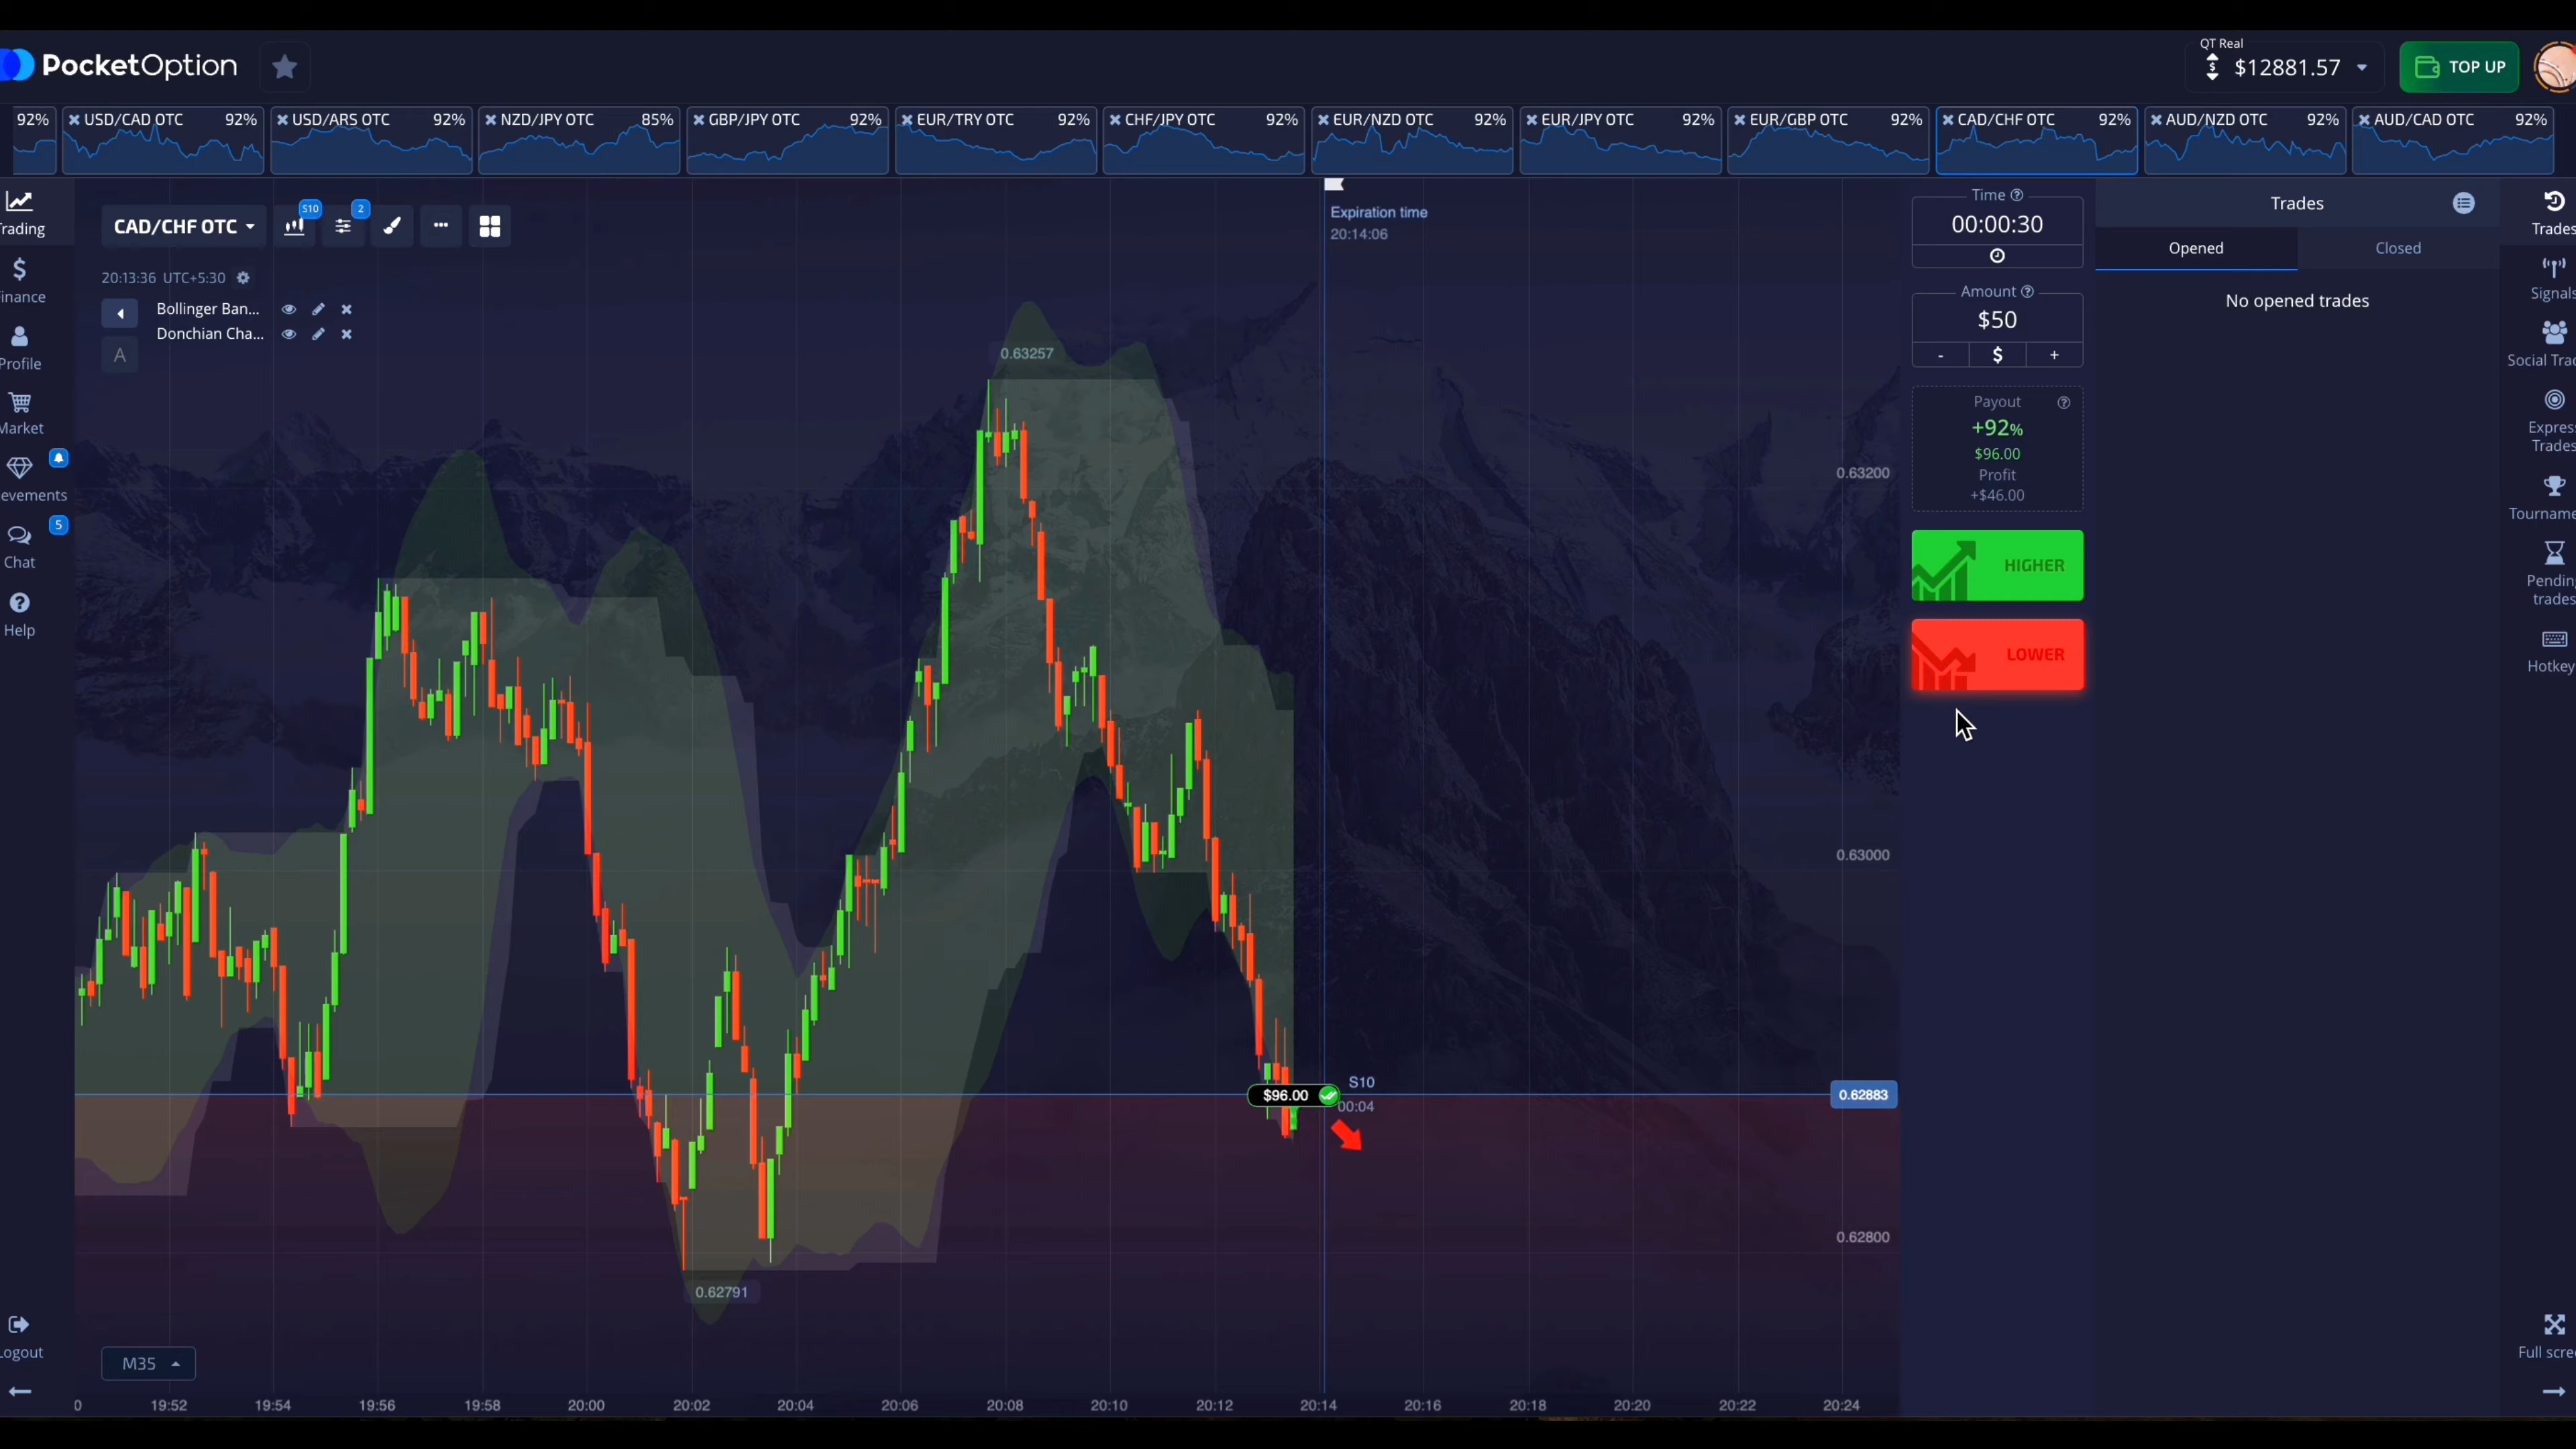 PocketOption
QT Real
$12881.57
TOP UP
92%
USD/CAD OTC 92%
USD/ARS OTC 92%
NZD/JPY OTC 85%
GBP/JPY OTC 92%
EUR/TRY OTC 92%
CHF/JPY OTC 92%
EUR/NZD OTC 92%
EUR/JPY OTC 92%
EUR/GBP OTC 92%
CAD/CHF OTC 92%
AUD/NZD OTC 92%
AUD/CAD OTC 92%
rading
inance
Profile
Market
evements
5
Chat
Help
Logout
CAD/CHF OTC
S10
2
20:13:36 UTC+5:30
Bollinger Ban...
Donchian Cha...
A
Expiration time
20:14:06
0.63257
0.63200
0.63000
0.62883
0.62800
0.62791
$96.00
S10
00:04
M35
0
19:52
19:54
19:56
19:58
20:00
20:02
20:04
20:06
20:08
20:10
20:12
20:14
20:16
20:18
20:20
20:22
20:24
Time
00:00:30
Amount
$50
- $ +
Payout
+92%
$96.00
Profit
+$46.00
HIGHER
LOWER
Trades
Opened
Closed
No opened trades
Trades
Signals
Social Trad
Express
Trades
Tourname
Pending
trades
Hotkey
Full scree